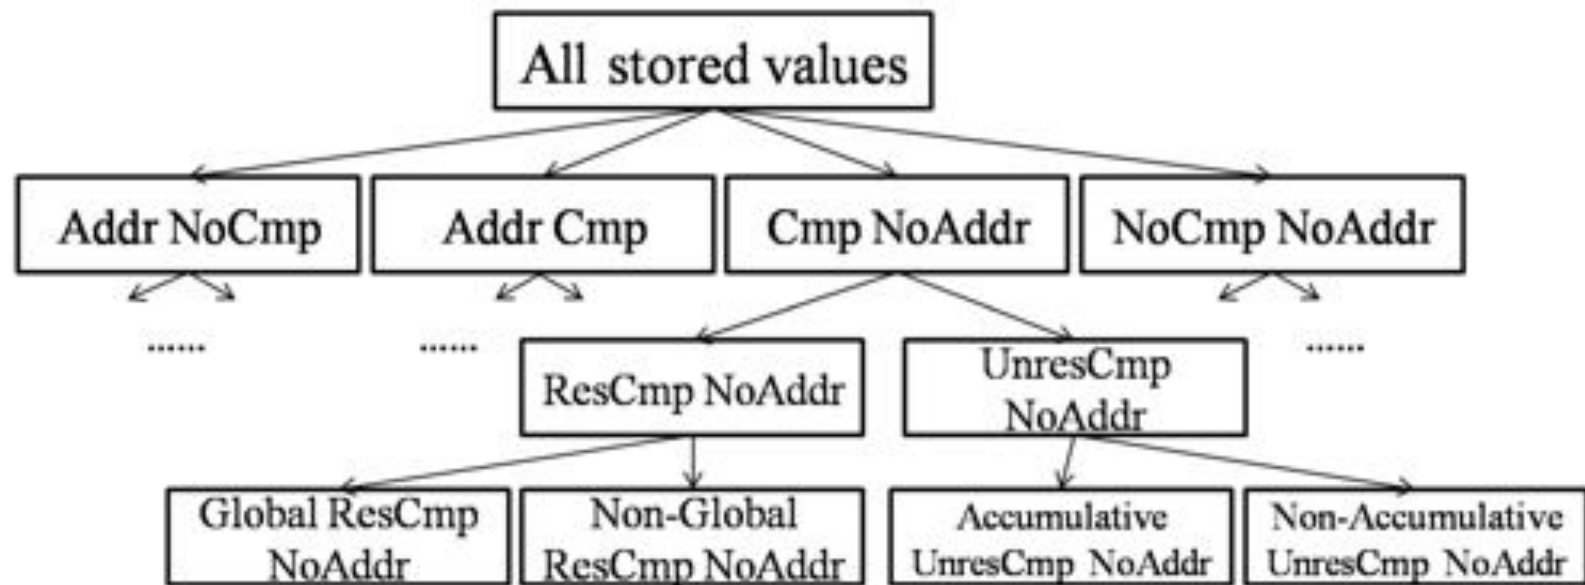 All stored values
Addr NoCmp
Addr Cmp
Cmp NoAddr
NoCmp NoAddr
......
......
......
ResCmp NoAddr
UnresCmp
NoAddr
Global ResCmp
NoAddr
Non-Global
ResCmp NoAddr
Accumulative
UnresCmp NoAddr
Non-Accumulative
UnresCmp NoAddr